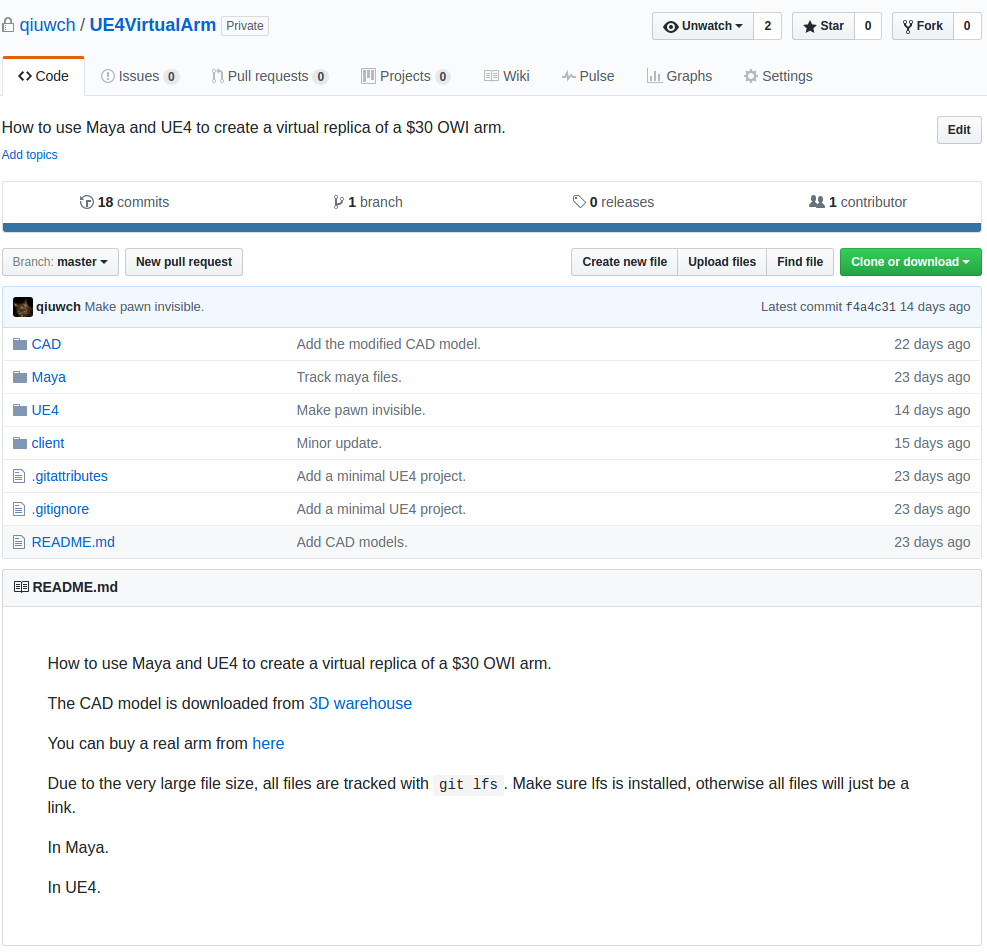 qiuwch / UE4VirtualArm Private Unwatch 2 Star 0 Fork 0
Code Issues 0 Pull requests 0 Projects 0 Wiki Pulse Graphs Settings
How to use Maya and UE4 to create a virtual replica of a $30 OWI arm. Edit
Add topics
18 commits 1 branch 0 releases 1 contributor
Branch: master New pull request Create new file Upload files Find file Clone or download
qiuwch Make pawn invisible. Latest commit f4a4c31 14 days ago
CAD Add the modified CAD model. 22 days ago
Maya Track maya files. 23 days ago
UE4 Make pawn invisible. 14 days ago
client Minor update. 15 days ago
.gitattributes Add a minimal UE4 project. 23 days ago
.gitignore Add a minimal UE4 project. 23 days ago
README.md Add CAD models. 23 days ago
README.md
How to use Maya and UE4 to create a virtual replica of a $30 OWI arm.
The CAD model is downloaded from 3D warehouse
You can buy a real arm from here
Due to the very large file size, all files are tracked with git lfs . Make sure lfs is installed, otherwise all files will just be a
link.
In Maya.
In UE4.